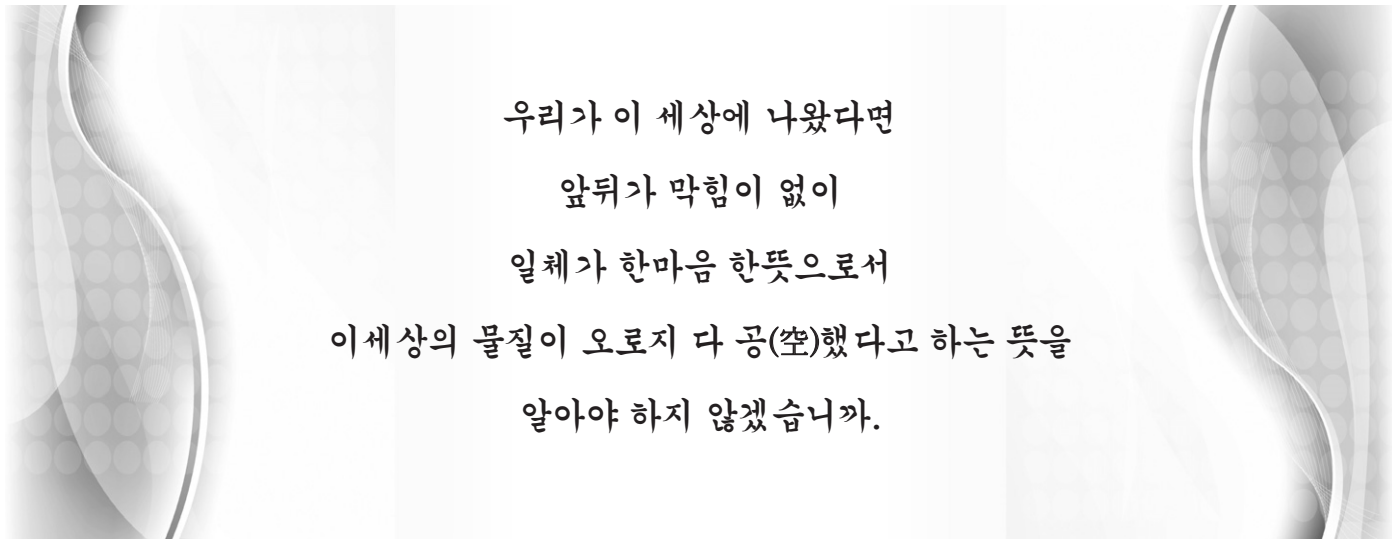 우리가 이 세상에 나왔다면
앞뒤가 막힘이 없이
일체가 한마음 한뜻으로서
이세상의 물질이 오로지 다 공(空)했다고 하는 뜻을
알아야 하지 않겠습니까.